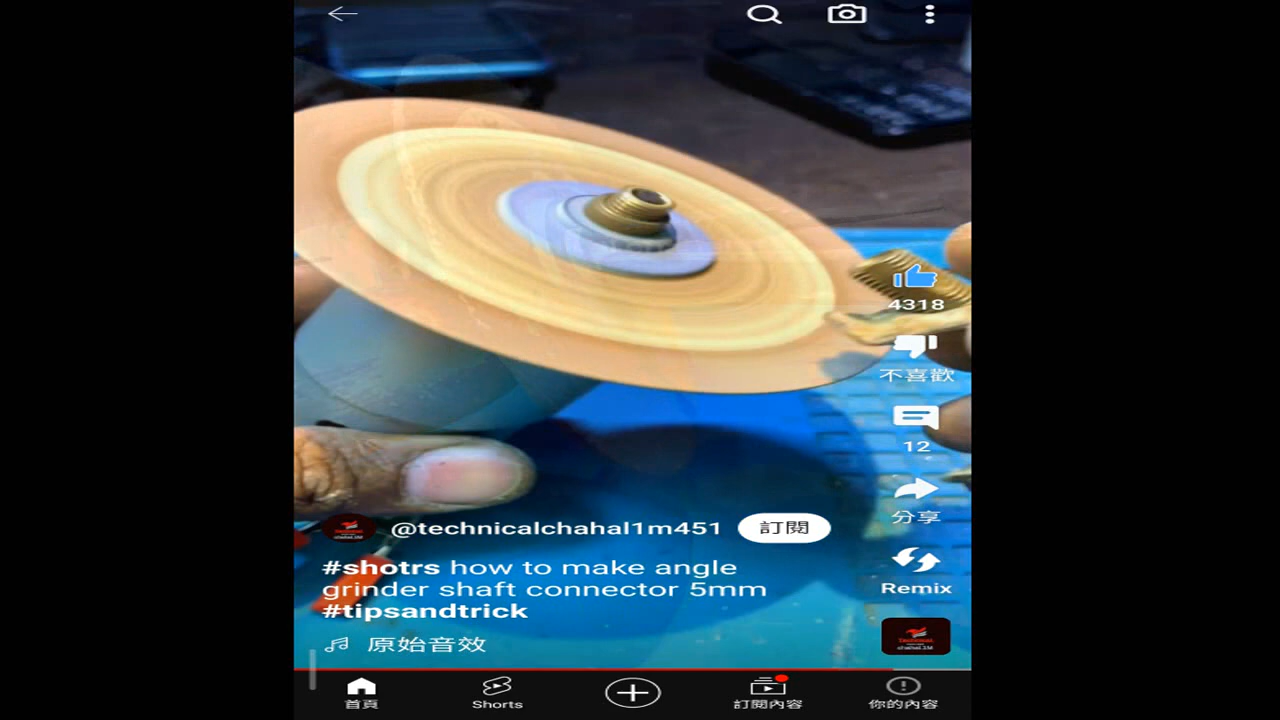 4318
不喜歡
12
分享
@technicalchahal1m451 訂閱
#shotrs how to make angle
grinder shaft connector 5mm
#tipsandtrick
Remix
原始音效
首頁 Shorts 訂閱內容 你的內容